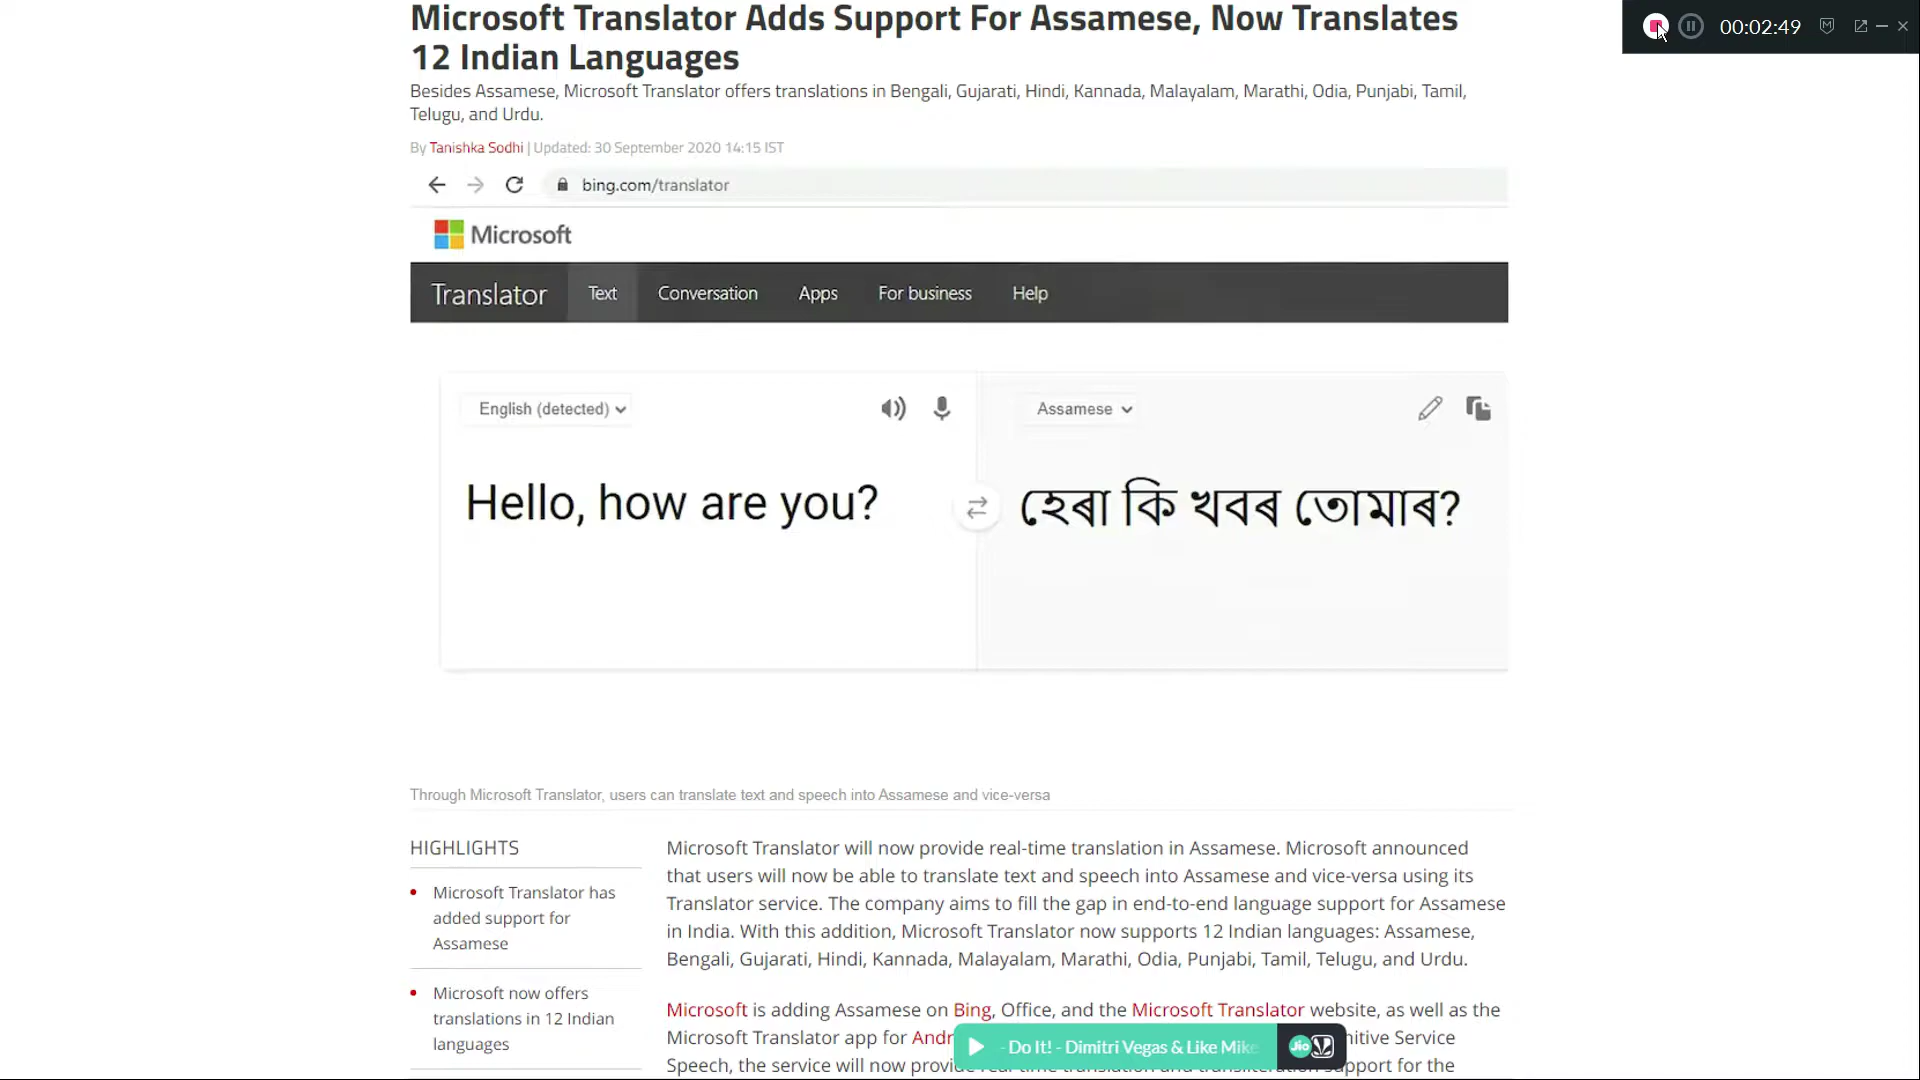 Microsoft Translator Adds Support For Assamese, Now Translates
12 Indian Languages
Besides Assamese, Microsoft Translator offers translations in Bengali, Gujarati, Hindi, Kannada, Malayalam, Marathi, Odia, Punjabi, Tamil,
Telugu, and Urdu.
By Tanishka Sodhi | Updated: 30 September 2020 14:15 IST
00:02:49
bing.com/translator
Microsoft
Translator Text Conversation Apps For business Help
English (detected) Assamese
Hello, how are you? হেৰা কি খবৰ তোমাৰ?
Through Microsoft Translator, users can translate text and speech into Assamese and vice-versa
HIGHLIGHTS
Microsoft Translator has
added support for
Assamese
Microsoft now offers
translations in 12 Indian
languages
Microsoft Translator will now provide real-time translation in Assamese. Microsoft announced
that users will now be able to translate text and speech into Assamese and vice-versa using its
Translator service. The company aims to fill the gap in end-to-end language support for Assamese
in India. With this addition, Microsoft Translator now supports 12 Indian languages: Assamese,
Bengali, Gujarati, Hindi, Kannada, Malayalam, Marathi, Odia, Punjabi, Tamil, Telugu, and Urdu.
Microsoft is adding Assamese on Bing, Office, and the Microsoft Translator website, as well as the
Microsoft Translator app for Andr nitive Service
Speech, the service will now provide support for the
- Do It! - Dimitri Vegas & Like Mike
Jio